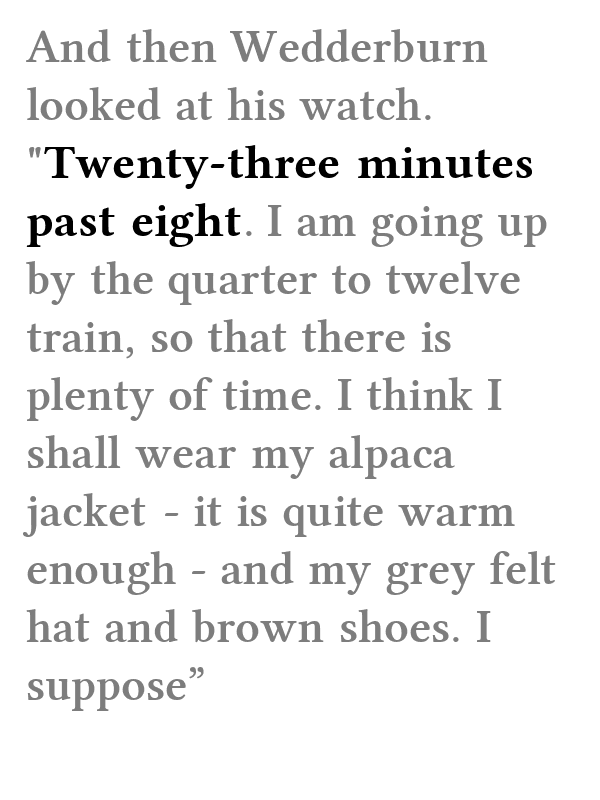 And then Wedderburn
looked at his watch.
"Twenty-three minutes
past eight. I am going up
by the quarter to twelve
train, so that there is
plenty of time. I think I
shall wear my alpaca
jacket - it is quite warm
enough - and my grey felt
hat and brown shoes. I
suppose”